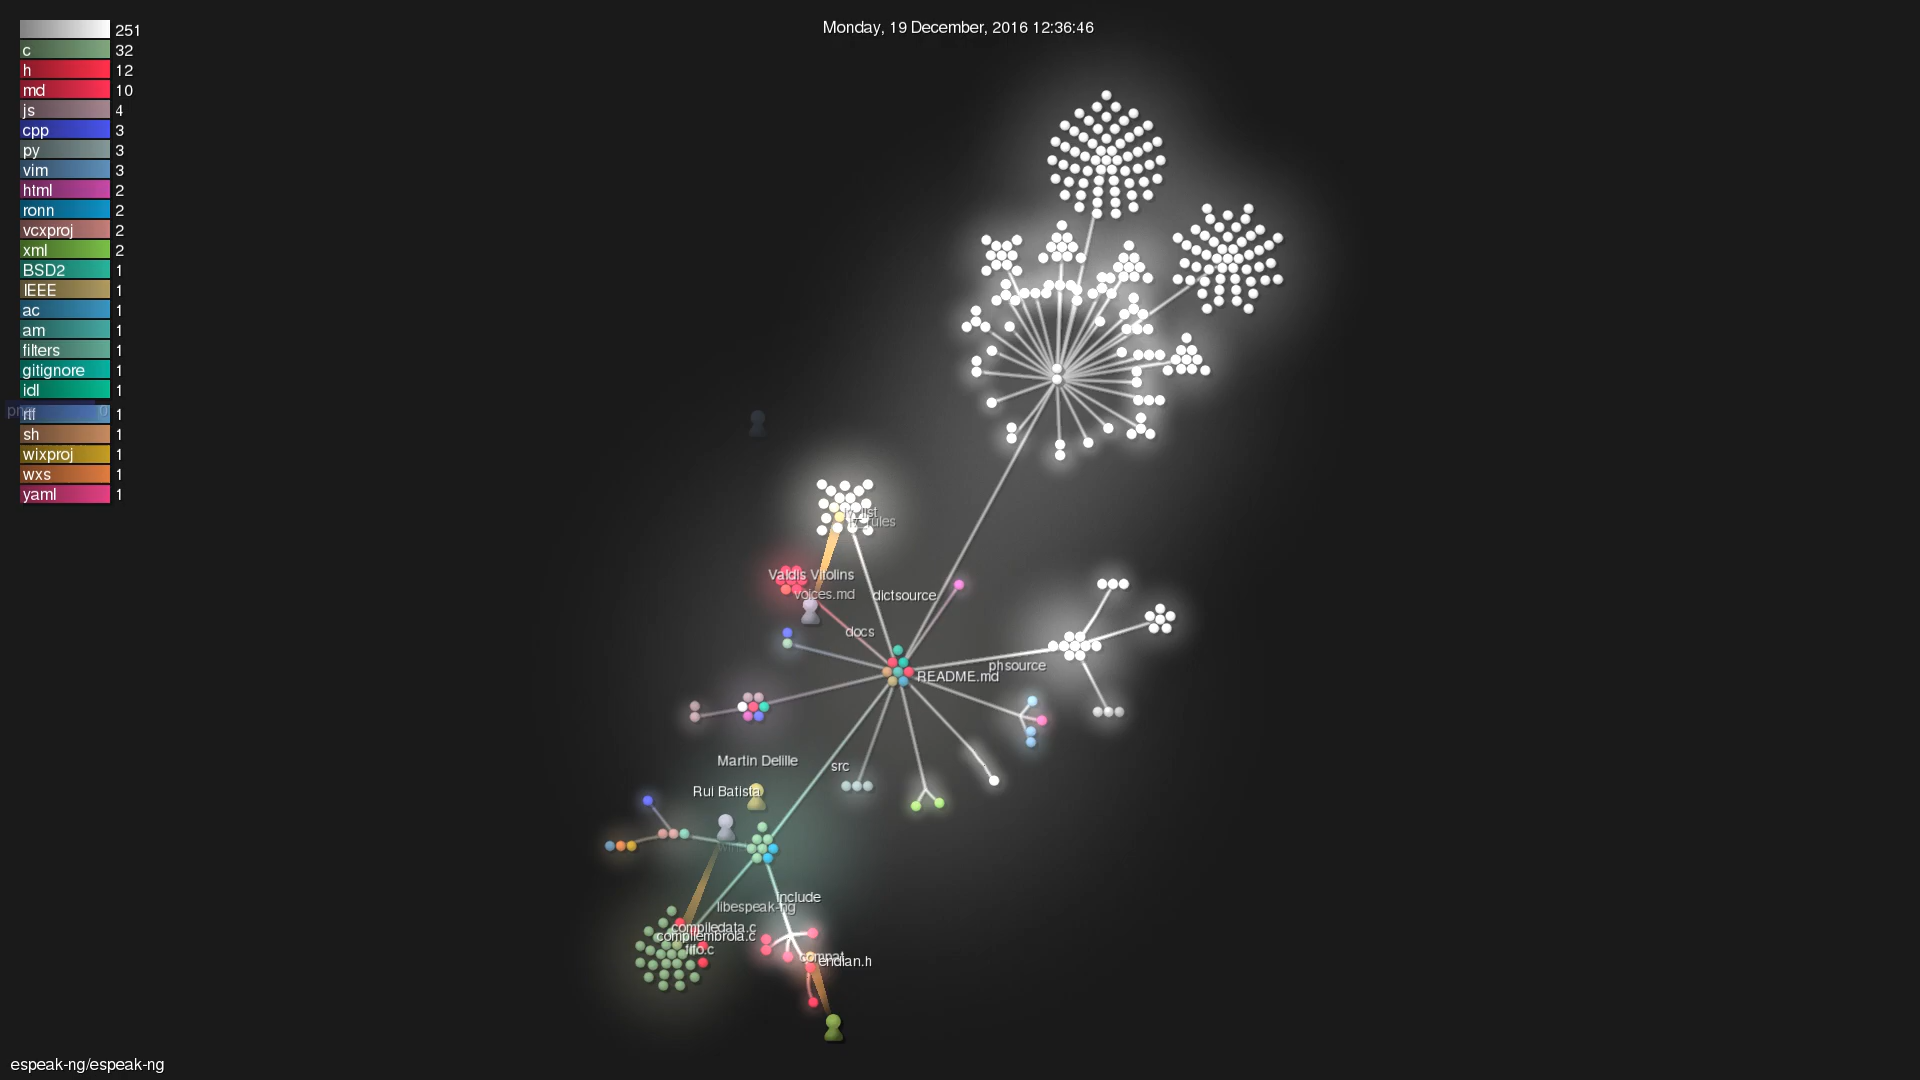 Monday, 19 December, 2016 12:36:46
251
c 32
h 12
md 10
js 4
cpp 3
py 3
vim 3
html 2
ronn 2
vcxproj 2
xml 2
BSD2 1
IEEE 1
ac 1
am 1
filters 1
gitignore 1
idl 1
rtf 1
sh 1
wixproj 1
wxs 1
yaml 1
Valdis Vitolins
voices.md
dictsource
docs
phsource
README.md
Martin Delille
src
Rui Batista
include
libespeak-ng
compiledata.c
compilembrola.c
fifo.c
compat
endian.h
espeak-ng/espeak-ng